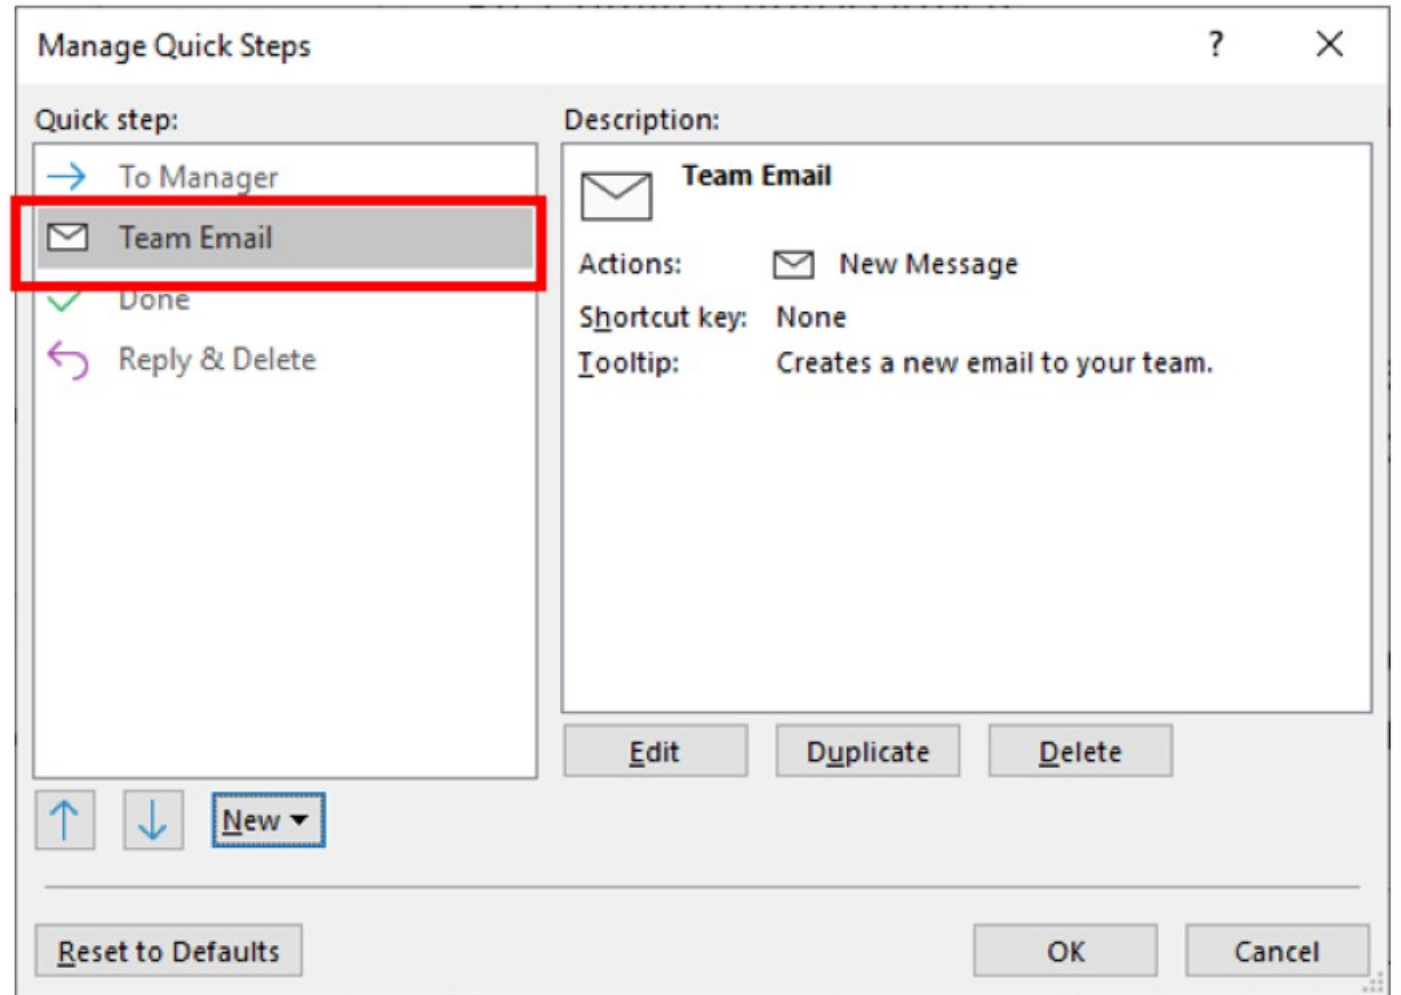 Manage Quick Steps
?
Quick step:
To Manager
Team Email
Done
Reply & Delete
Description:
Team Email
Actions: New Message
Shortcut key: None
Tooltip: Creates a new email to your team.
Edit Duplicate Delete
New
Reset to Defaults OK Cancel